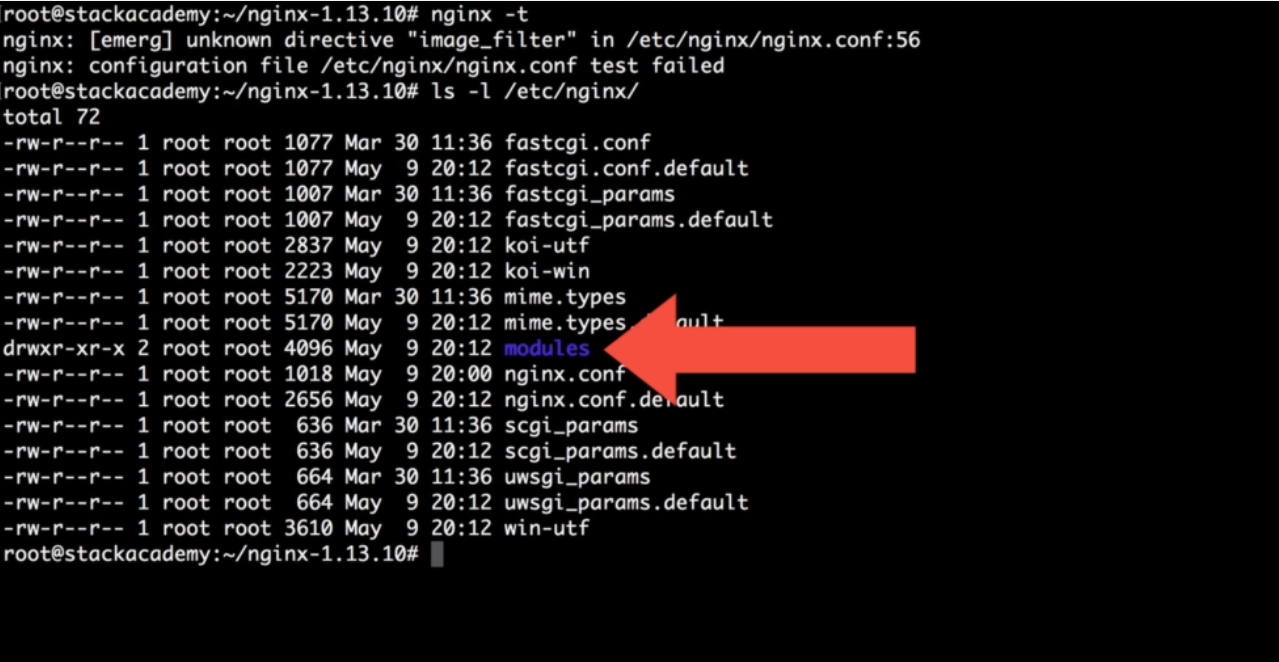 root@stackacademy:~/nginx-1.13.10# nginx -t
nginx: [emerg] unknown directive "image_filter" in /etc/nginx/nginx.conf:56
nginx: configuration file /etc/nginx/nginx.conf test failed
root@stackacademy:~/nginx-1.13.10# ls -l /etc/nginx/
total 72
-rw-r--r-- 1 root root 1077 Mar 30 11:36 fastcgi.conf
-rw-r--r-- 1 root root 1077 May  9 20:12 fastcgi.conf.default
-rw-r--r-- 1 root root 1007 Mar 30 11:36 fastcgi_params
-rw-r--r-- 1 root root 1007 May  9 20:12 fastcgi_params.default
-rw-r--r-- 1 root root 2837 May  9 20:12 koi-utf
-rw-r--r-- 1 root root 2223 May  9 20:12 koi-win
-rw-r--r-- 1 root root 5170 Mar 30 11:36 mime.types
-rw-r--r-- 1 root root 5170 May  9 20:12 mime.types.default
drwxr-xr-x 2 root root 4096 May  9 20:12 modules
-rw-r--r-- 1 root root 1018 May  9 20:00 nginx.conf
-rw-r--r-- 1 root root 2656 May  9 20:12 nginx.conf.default
-rw-r--r-- 1 root root  636 Mar 30 11:36 scgi_params
-rw-r--r-- 1 root root  636 May  9 20:12 scgi_params.default
-rw-r--r-- 1 root root  664 Mar 30 11:36 uwsgi_params
-rw-r--r-- 1 root root  664 May  9 20:12 uwsgi_params.default
-rw-r--r-- 1 root root 3610 May  9 20:12 win-utf
root@stackacademy:~/nginx-1.13.10#